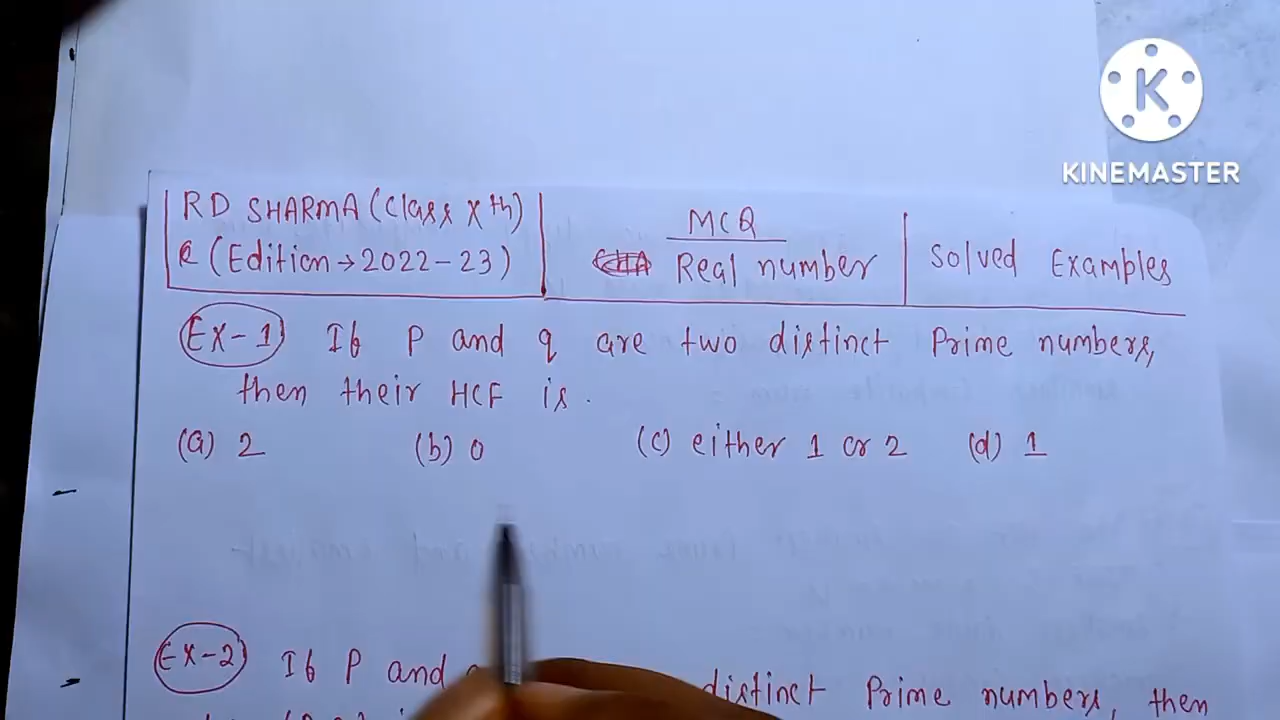 KINEMASTER
RD SHARMA (Class Xth)
(Edition → 2022-23)
MCQ
Real number
Solved Examples
Ex-1 If P and q are two distinct Prime numbers,
then their HCF is.
(a) 2 (b) 0 (c) either 1 or 2 (d) 1
Ex-2 If P and distinct Prime numbers, then